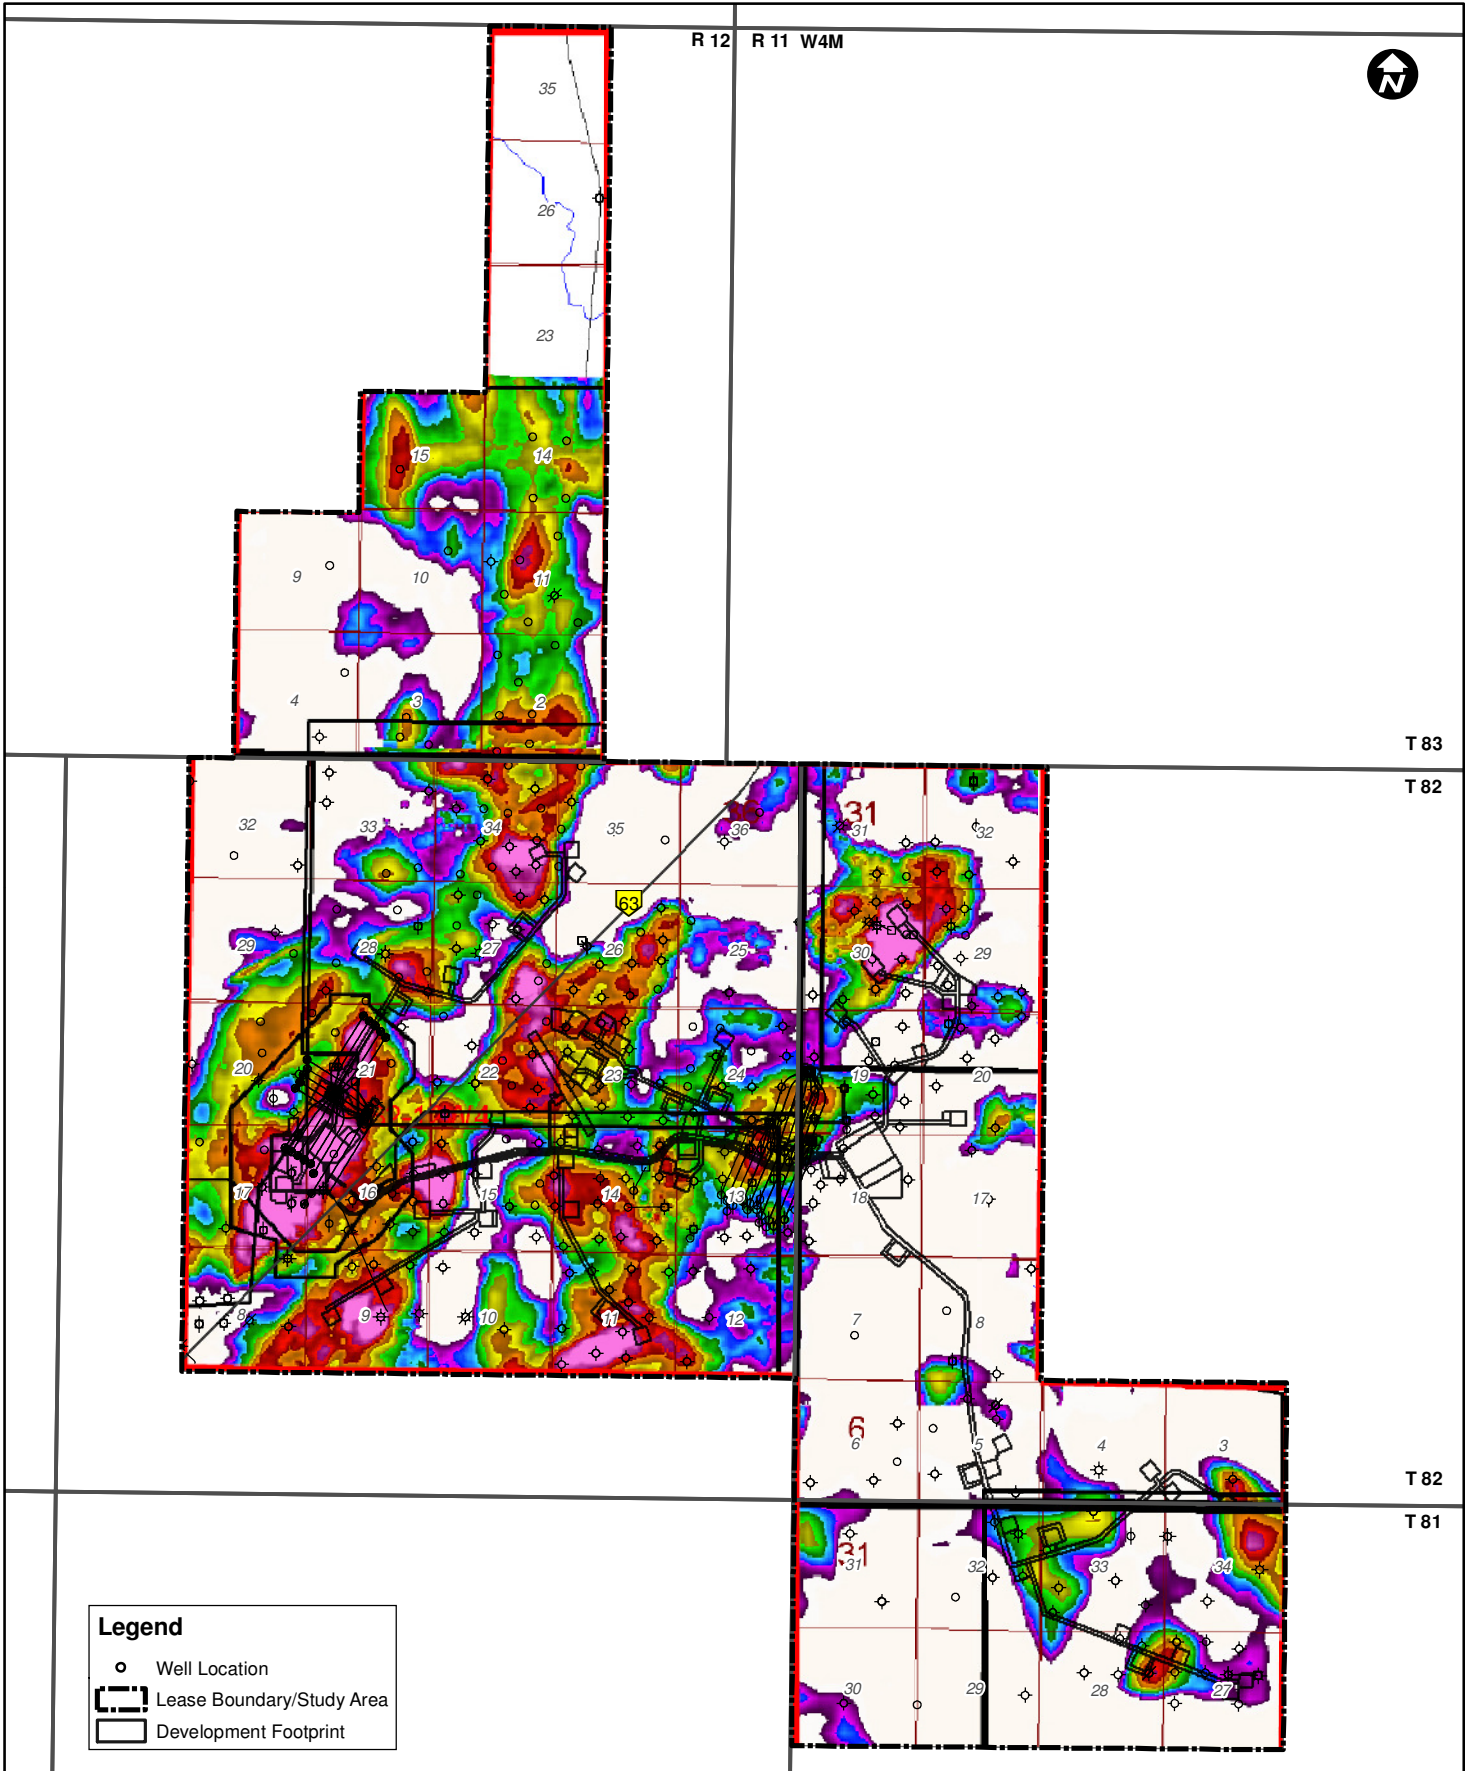 R 12 R 11 W4M
N
35
26
23
15 14
9 10 11
4 3 2
T 83
T 82
32 33 34 35 36 31 32
31
63
29 28 27 26 25 30 29
20 21 22 23 24 19 20
17 16 15 14 13 18 17
8 9 10 11 12 7 8
6
6 5 4 3
T 82
T 81
31
31 32 33 34
30 29 28 27
Legend
Well Location
Lease Boundary/Study Area
Development Footprint